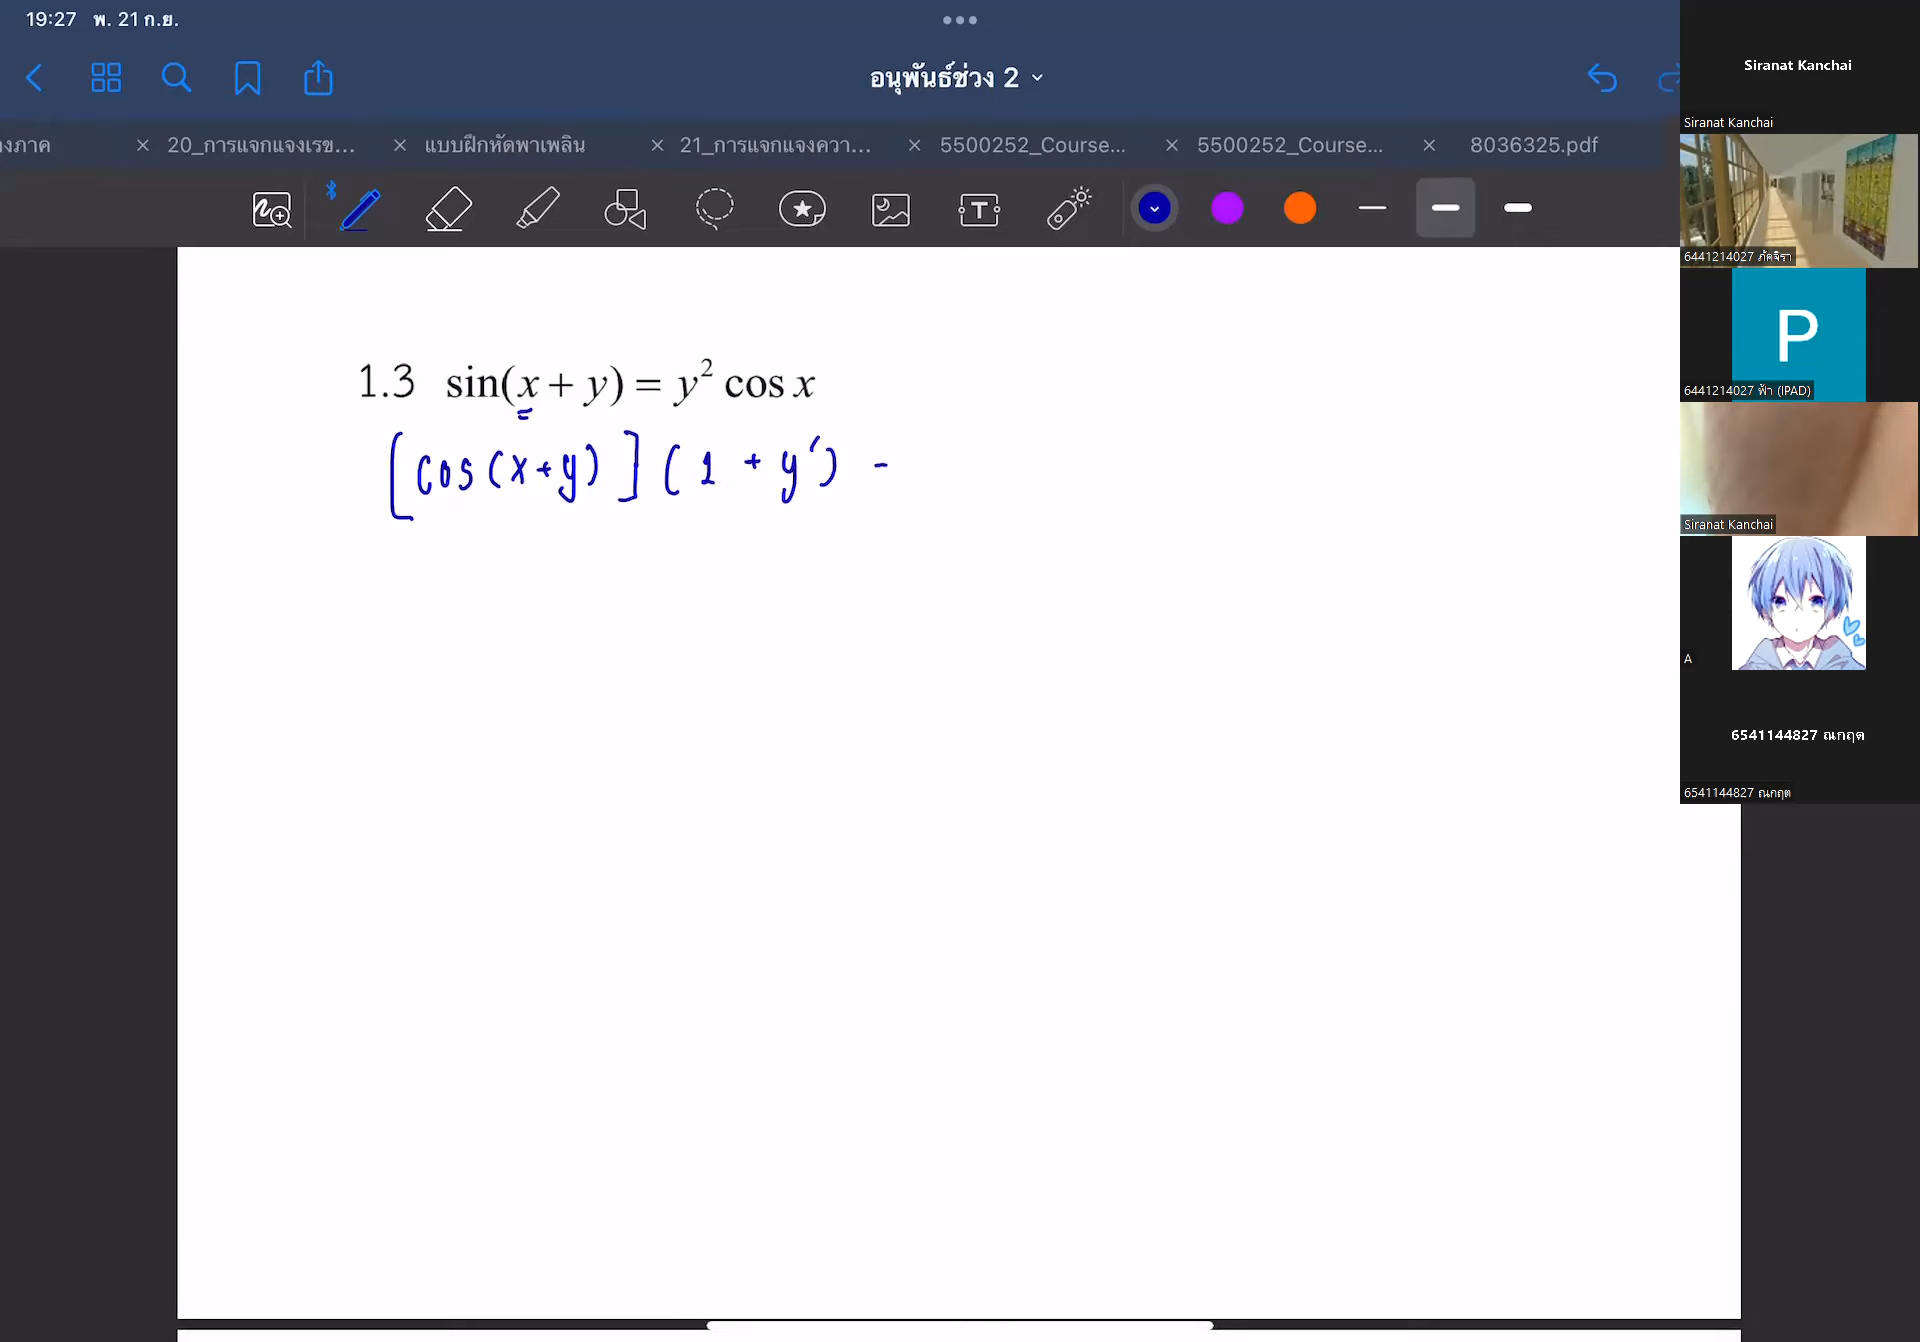 19:27 พ. 21 ก.ย.
อนุพันธ์ช่วง 2
งภาค
20_การแจกแจงเรข...
แบบฝึกหัดพาเพลิน
21_การแจกแจงควา...
5500252_Course...
5500252_Course...
8036325.pdf
1.3 sin(x + y) = y² cos x
[cos(x+y)](1 + y′) -
Siranat Kanchai
Siranat Kanchai
6441214027 ภัคจิรา
P
6441214027 ฟ้า (IPAD)
Siranat Kanchai
A
6541144827 ณกฤต
6541144827 ณกฤต